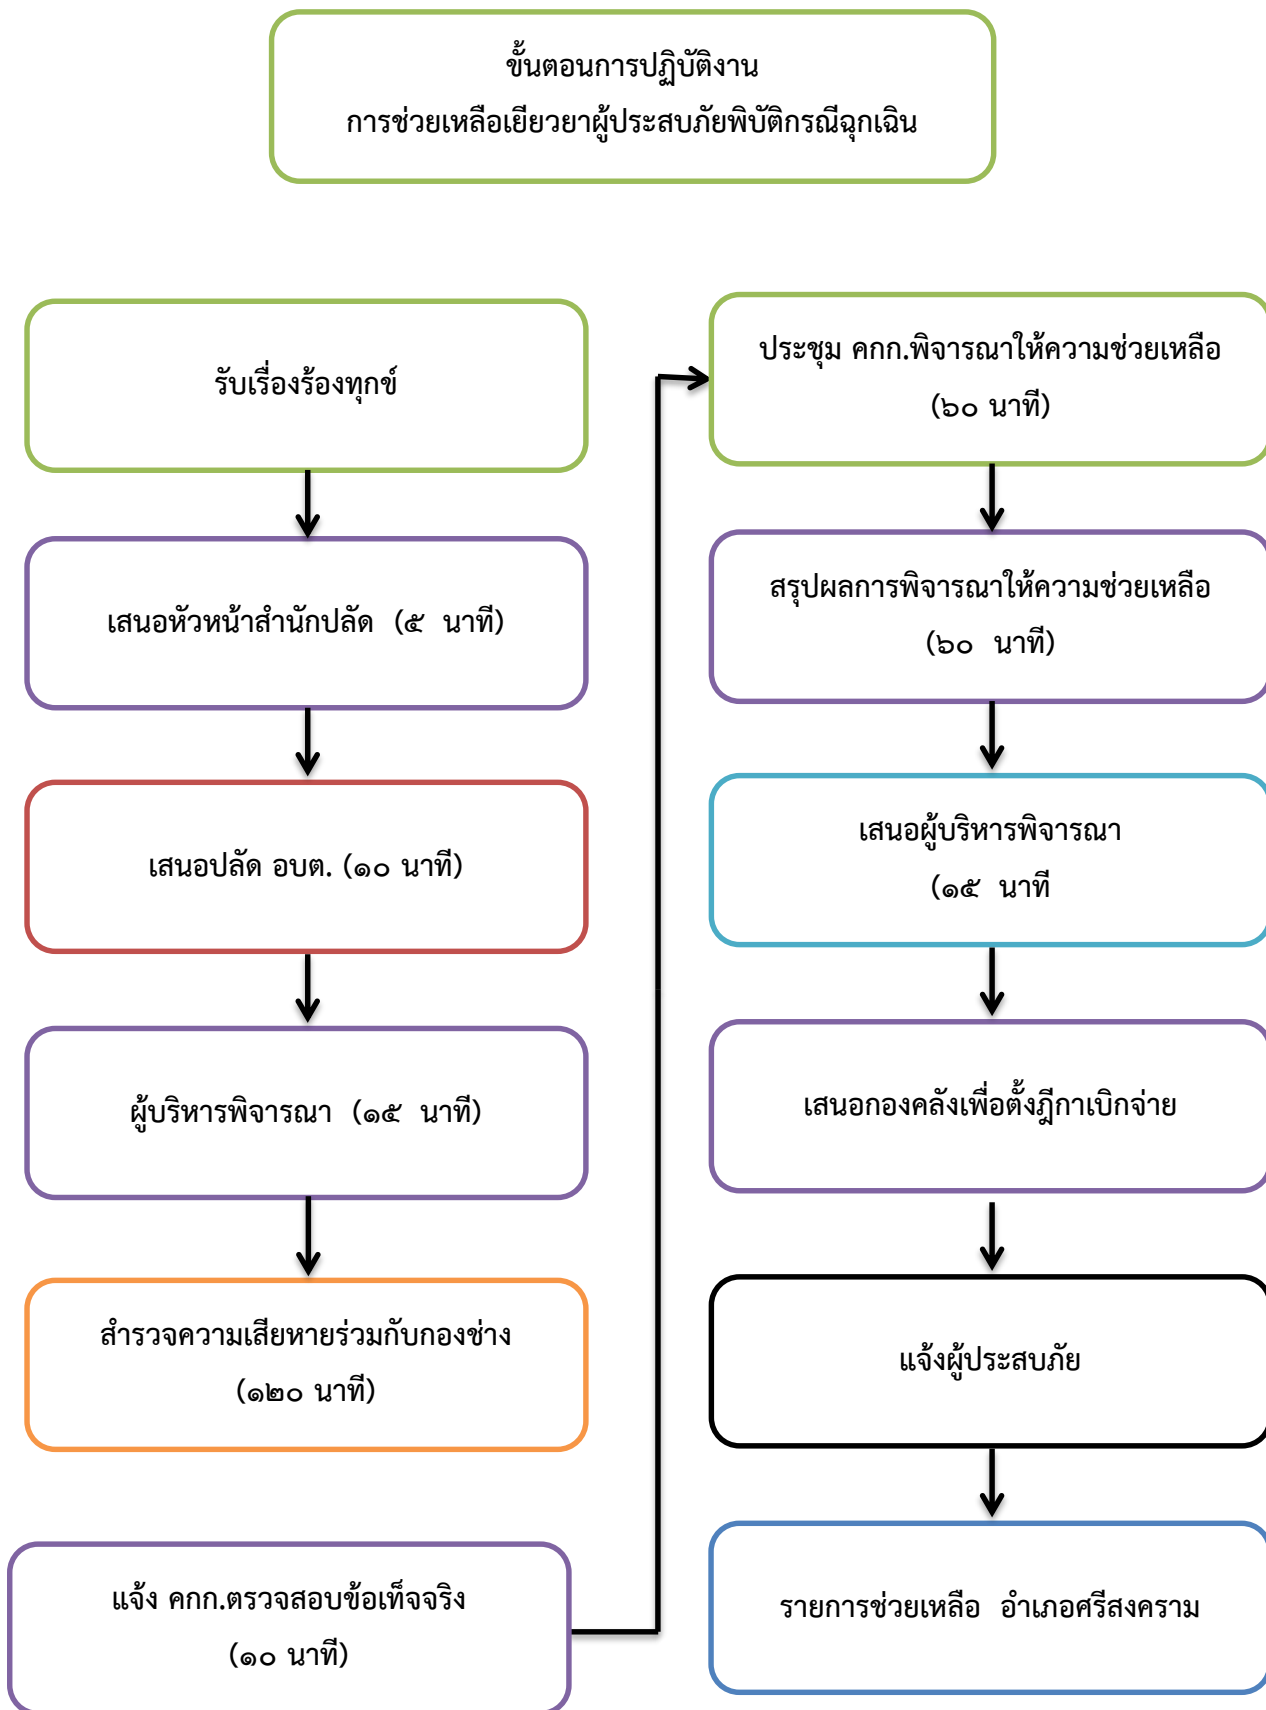 ขั้นตอนการปฏิบัติงาน
การช่วยเหลือเยียวยาผู้ประสบภัยพิบัติกรณีฉุกเฉิน
รับเรื่องร้องทุกข์
เสนอหัวหน้าสำนักปลัด (๕ นาที)
เสนอปลัด อบต. (๑๐ นาที)
ผู้บริหารพิจารณา (๑๕ นาที)
สำรวจความเสียหายร่วมกับกองช่าง
(๑๒๐ นาที)
แจ้ง คกก.ตรวจสอบข้อเท็จจริง
(๑๐ นาที)
ประชุม คกก.พิจารณาให้ความช่วยเหลือ
(๖๐ นาที)
สรุปผลการพิจารณาให้ความช่วยเหลือ
(๖๐ นาที)
เสนอผู้บริหารพิจารณา
(๑๕ นาที
เสนอกองคลังเพื่อตั้งฎีกาเบิกจ่าย
แจ้งผู้ประสบภัย
รายการช่วยเหลือ อำเภอศรีสงคราม